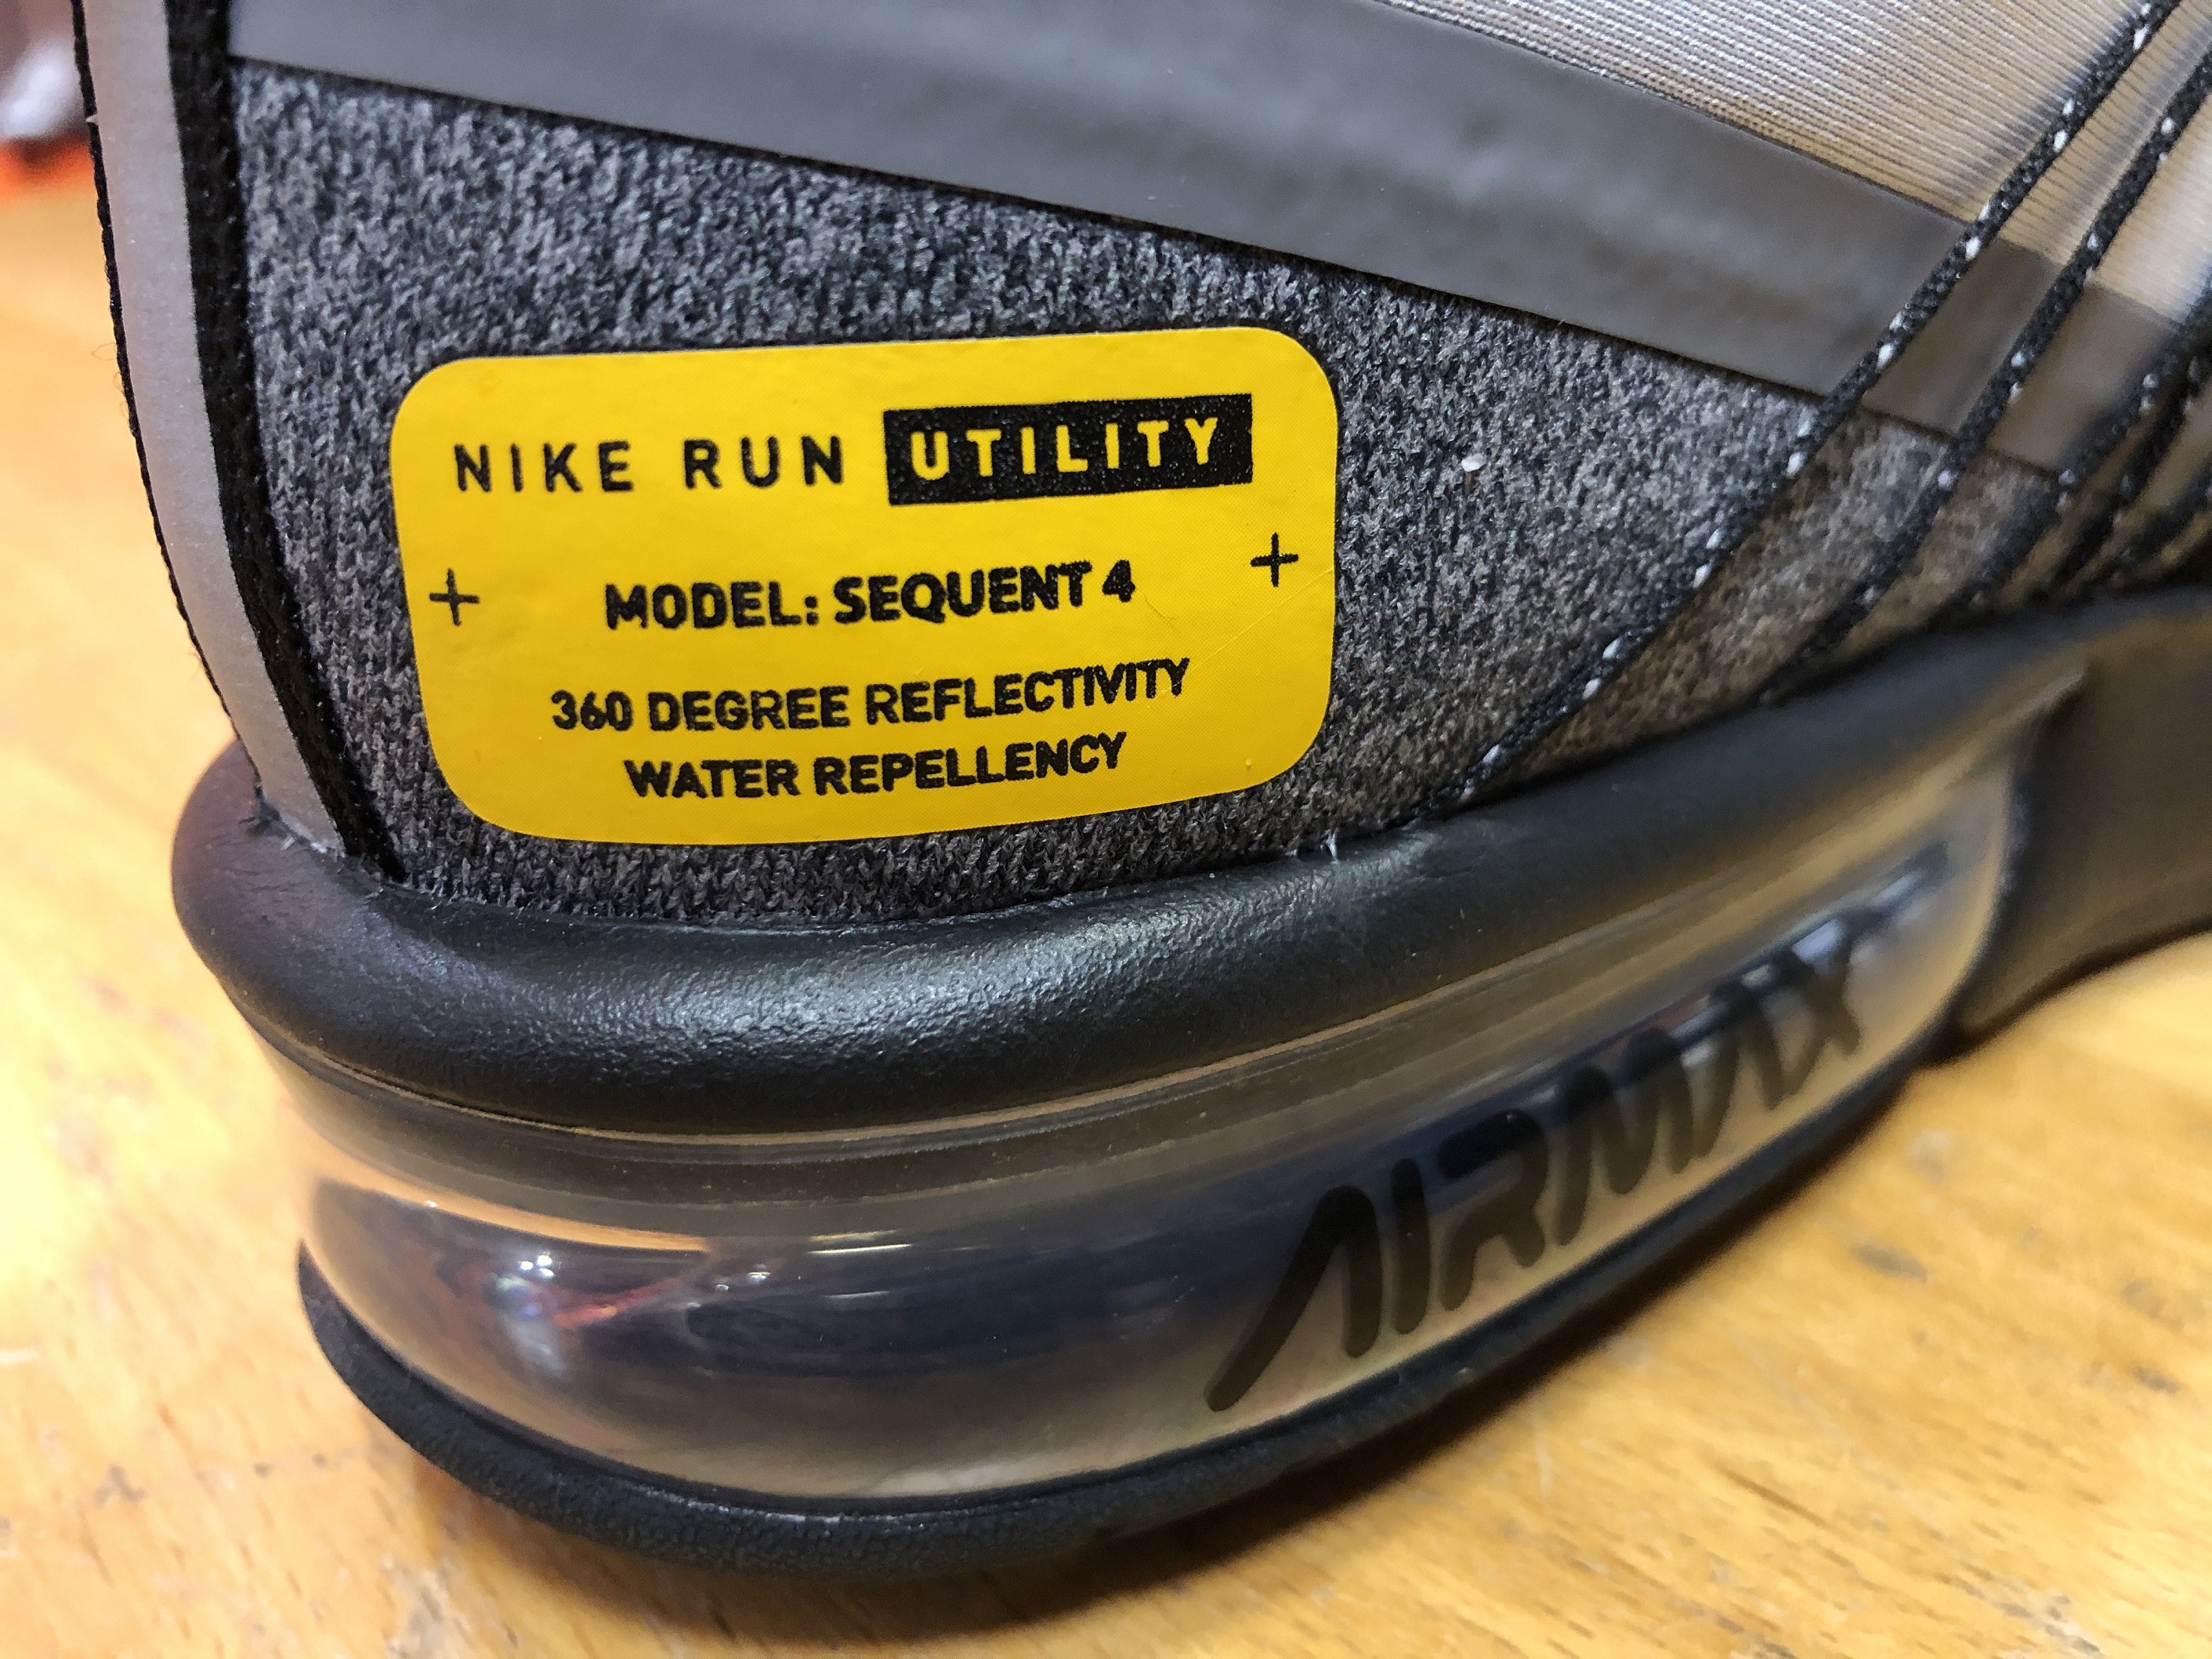 NIKE RUN UTILITY
+ MODEL: SEQUENT 4 +
360 DEGREE REFLECTIVITY
WATER REPELLENCY
AIRMAX